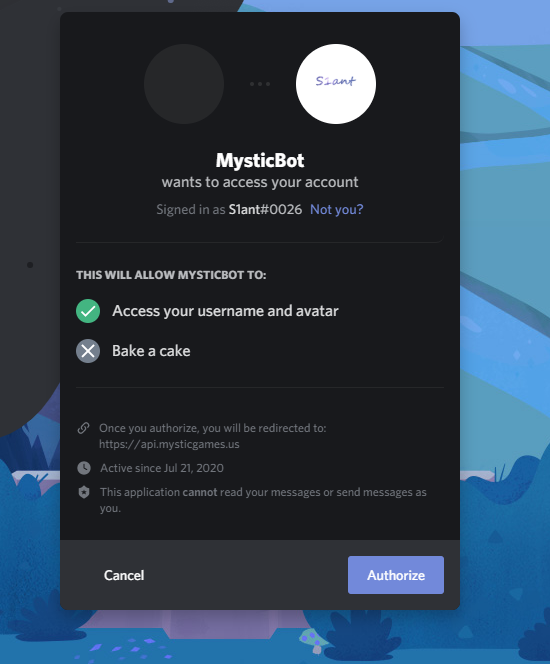 S1ant
MysticBot
wants to access your account
Signed in as S1ant#0026 Not you?
THIS WILL ALLOW MYSTICBOT TO:
Access your username and avatar
Bake a cake
Once you authorize, you will be redirected to:
https://api.mysticgames.us
Active since Jul 21, 2020
This application cannot read your messages or send messages as
you.
Cancel
Authorize